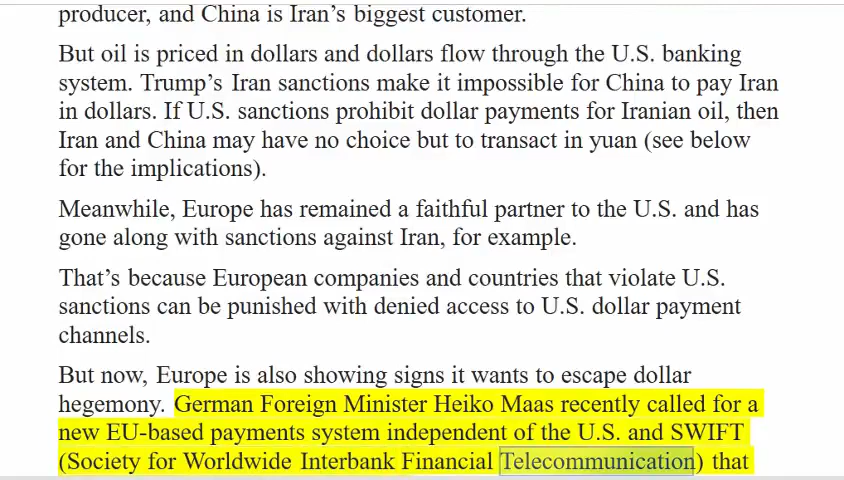 producer, and China is Iran’s biggest customer.
But oil is priced in dollars and dollars flow through the U.S. banking
system. Trump’s Iran sanctions make it impossible for China to pay Iran
in dollars. If U.S. sanctions prohibit dollar payments for Iranian oil, then
Iran and China may have no choice but to transact in yuan (see below
for the implications).
Meanwhile, Europe has remained a faithful partner to the U.S. and has
gone along with sanctions against Iran, for example.
That’s because European companies and countries that violate U.S.
sanctions can be punished with denied access to U.S. dollar payment
channels.
But now, Europe is also showing signs it wants to escape dollar
hegemony. German Foreign Minister Heiko Maas recently called for a
new EU-based payments system independent of the U.S. and SWIFT
(Society for Worldwide Interbank Financial Telecommunication) that